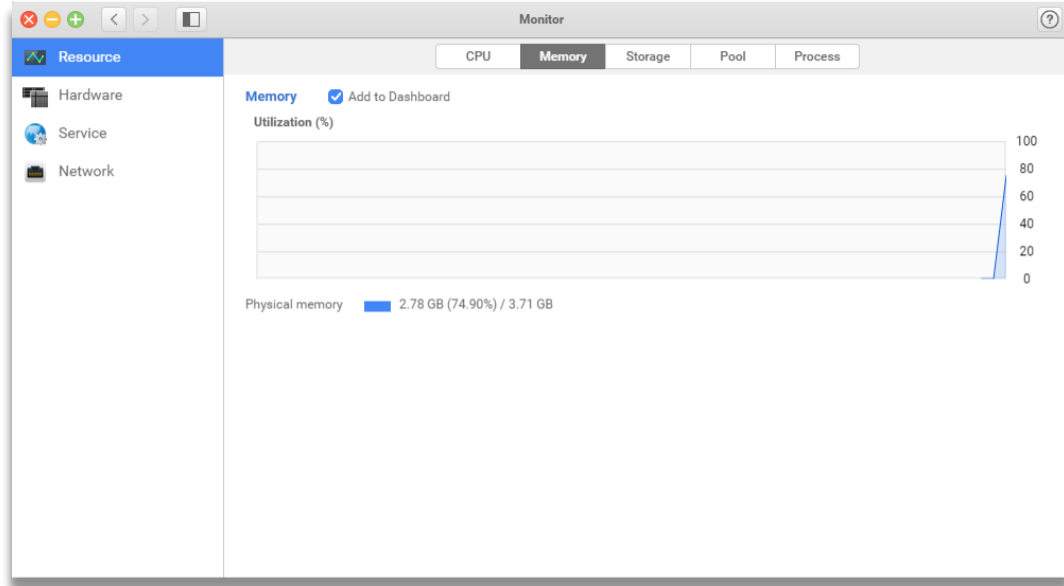 Monitor
?
Resource
Hardware
Service
Network
CPU Memory Storage Pool Process
Memory Add to Dashboard
Utilization (%)
100
80
60
40
20
0
Physical memory 2.78 GB (74.90%) / 3.71 GB